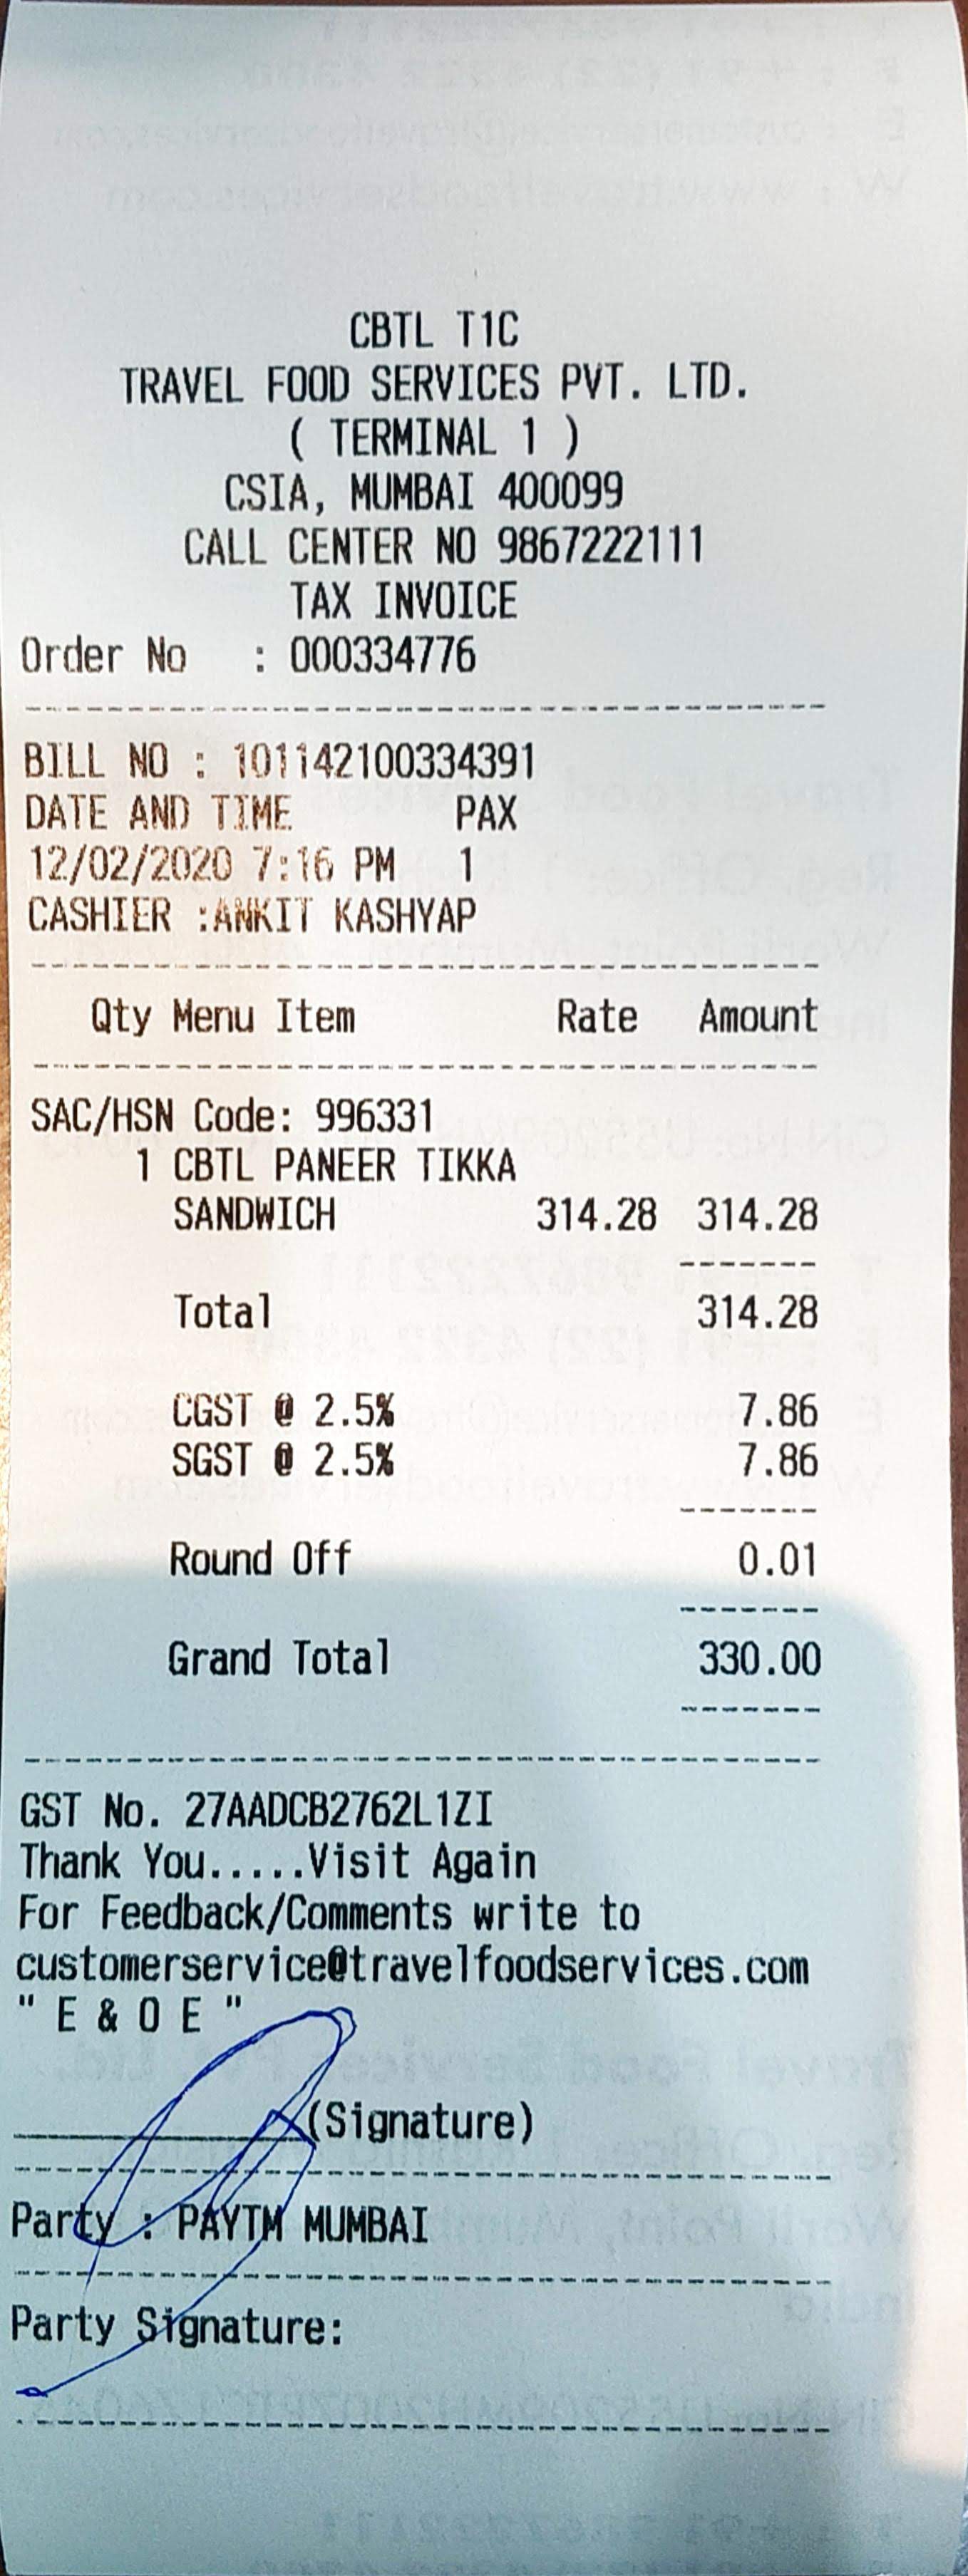 CBTL T1C
TRAVEL FOOD SERVICES PVT. LTD.
( TERMINAL 1 )
CSIA, MUMBAI 400099
CALL CENTER NO 9867222111
TAX INVOICE
Order No : 000334776
BILL NO : 101142100334391
DATE AND TIME PAX
12/02/2020 7:16 PM 1
CASHIER :ANKIT KASHYAP
Qty Menu Item Rate Amount
SAC/HSN Code: 996331
1 CBTL PANEER TIKKA
SANDWICH 314.28 314.28
Total 314.28
CGST @ 2.5% 7.86
SGST @ 2.5% 7.86
Round Off 0.01
Grand Total 330.00
GST No. 27AADCB2762L1ZI
Thank You.....Visit Again
For Feedback/Comments write to
customerservice@travelfoodservices.com
" E & O E "
(Signature)
Party : PAYTM MUMBAI
Party Signature: